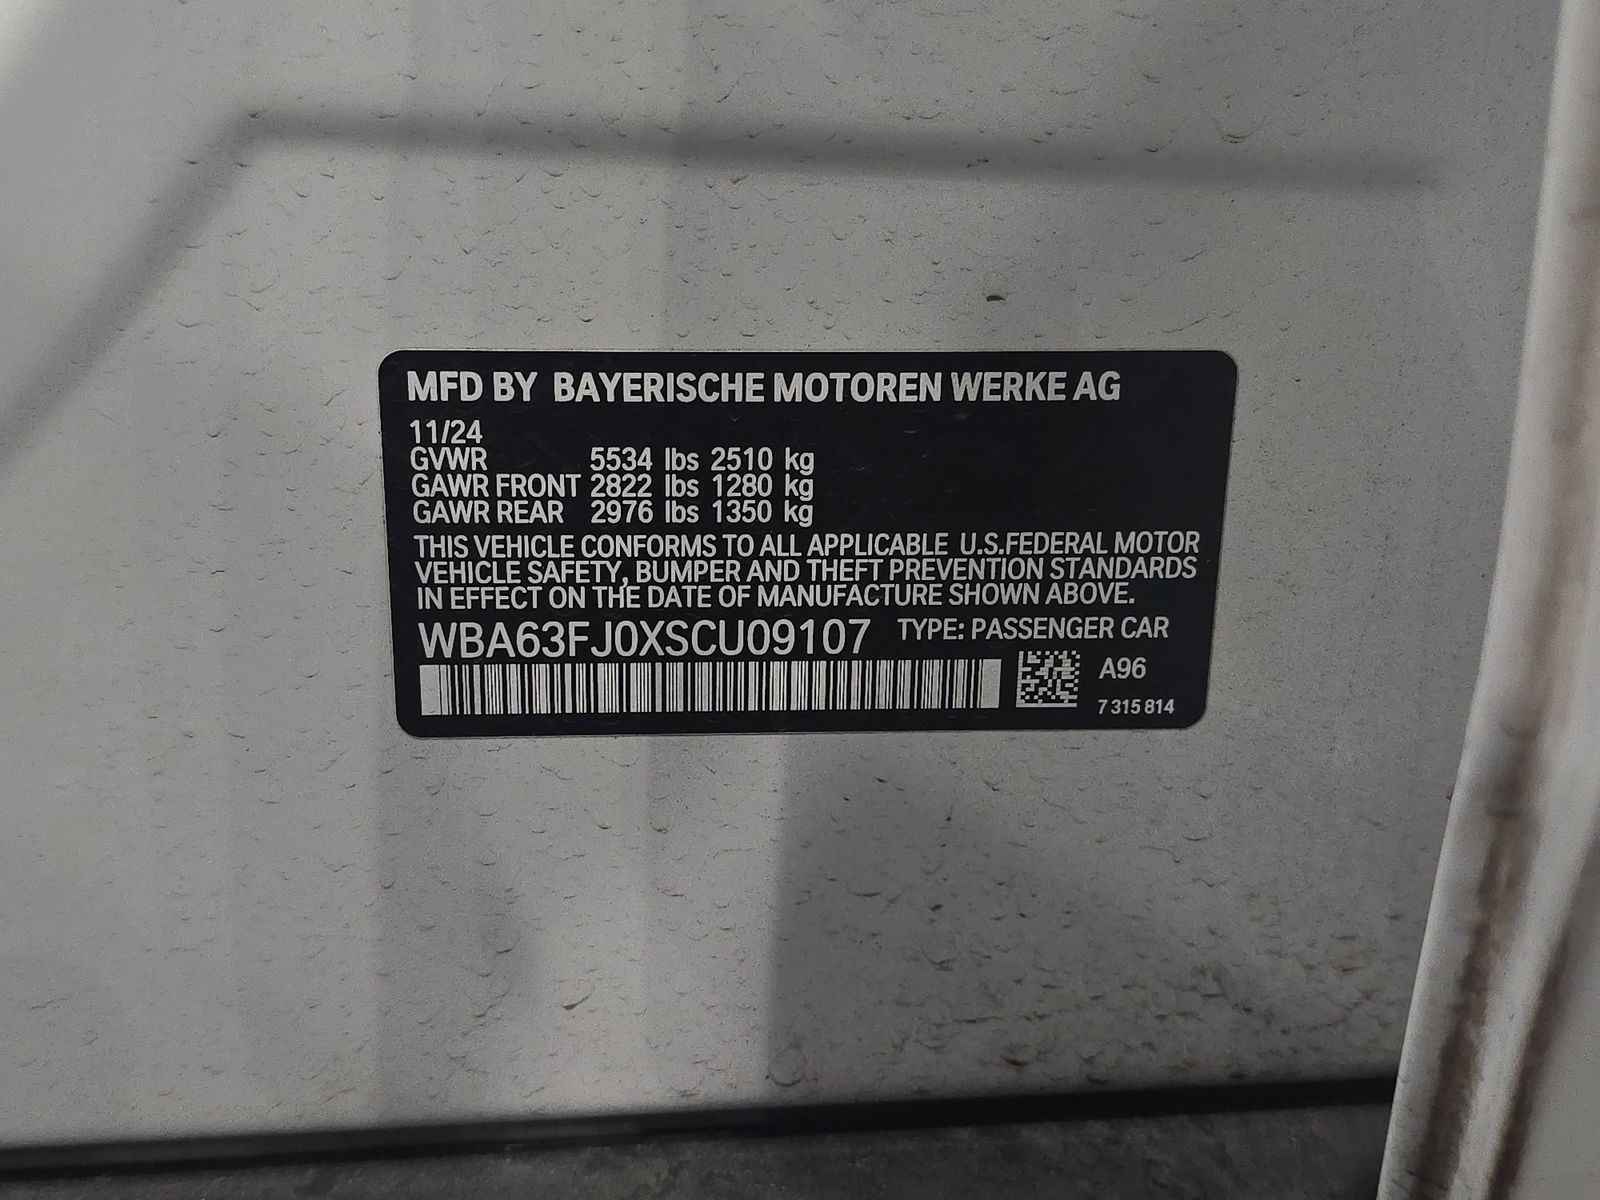 MFD BY BAYERISCHE MOTOREN WERKE AG
11/24
GVWR 5534 lbs 2510 kg
GAWR FRONT 2822 lbs 1280 kg
GAWR REAR 2976 lbs 1350 kg
THIS VEHICLE CONFORMS TO ALL APPLICABLE U.S.FEDERAL MOTOR
VEHICLE SAFETY, BUMPER AND THEFT PREVENTION STANDARDS
IN EFFECT ON THE DATE OF MANUFACTURE SHOWN ABOVE.
WBA63FJ0XSCU09107 TYPE: PASSENGER CAR
A96
7 315 814